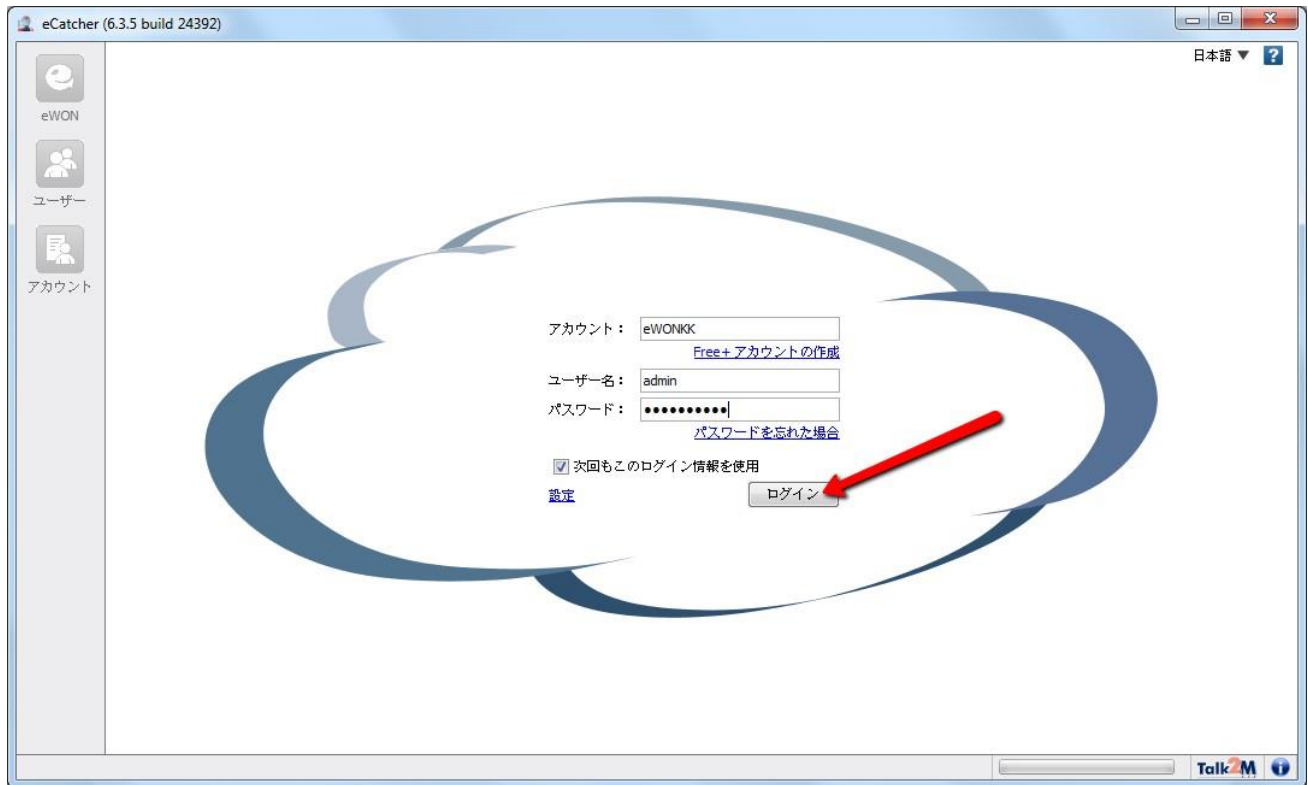 eCatcher (6.3.5 build 24392)
日本語 ▼ ?
eWON
ユーザー
アカウント
アカウント： eWONKK
Free+ アカウントの作成
ユーザー名： admin
パスワード： ●●●●●●●●●●
パスワードを忘れた場合
次回もこのログイン情報を使用
設定 ログイン
Talk2M